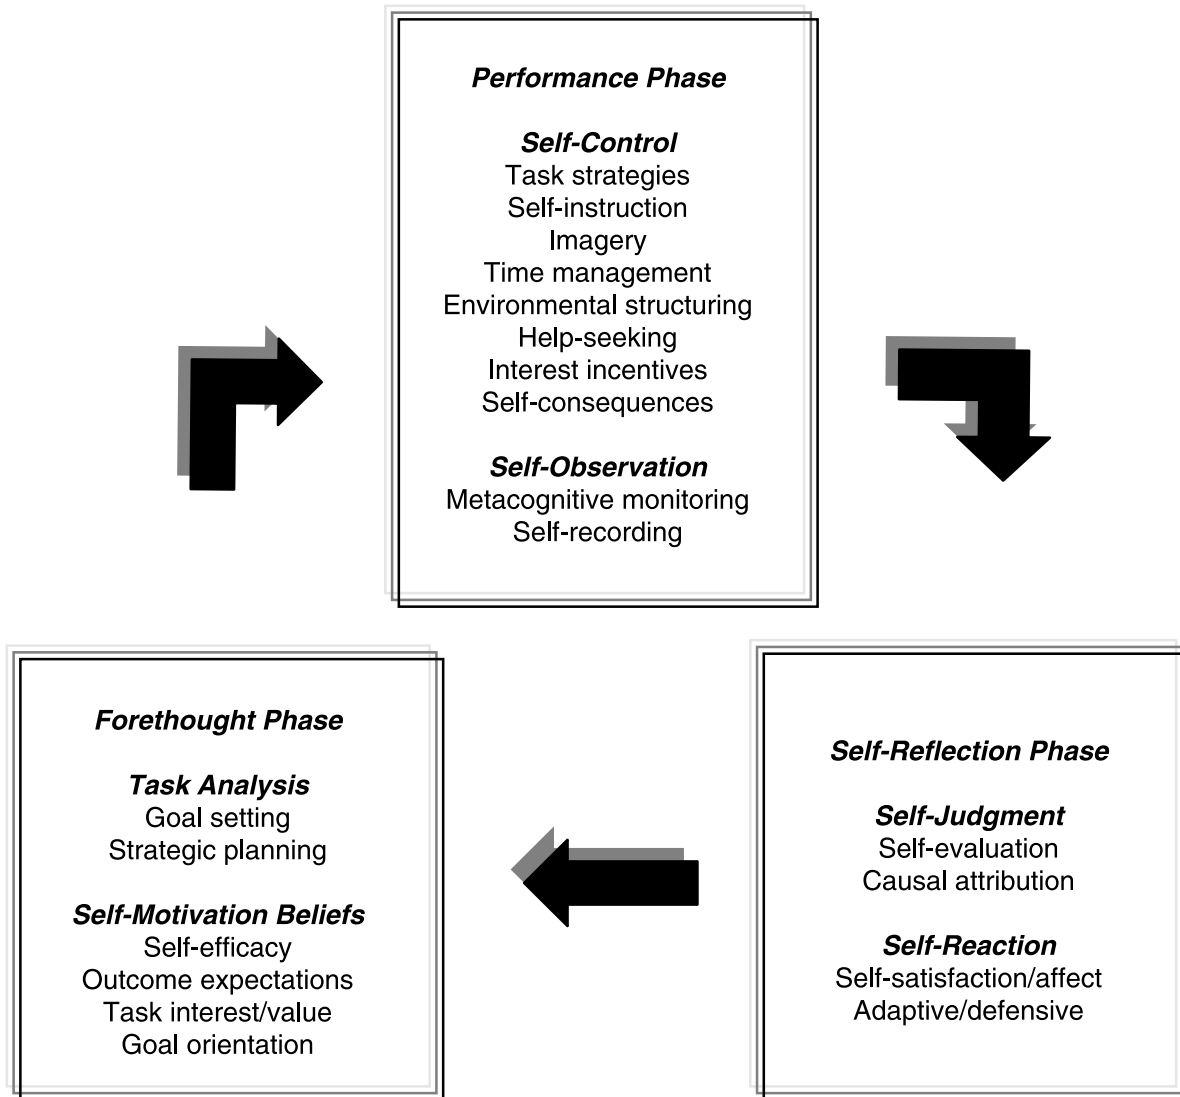 Performance Phase
Self-Control
Task strategies
Self-instruction
Imagery
Time management
Environmental structuring
Help-seeking
Interest incentives
Self-consequences
Self-Observation
Metacognitive monitoring
Self-recording
Forethought Phase
Task Analysis
Goal setting
Strategic planning
Self-Motivation Beliefs
Self-efficacy
Outcome expectations
Task interest/value
Goal orientation
Self-Reflection Phase
Self-Judgment
Self-evaluation
Causal attribution
Self-Reaction
Self-satisfaction/affect
Adaptive/defensive